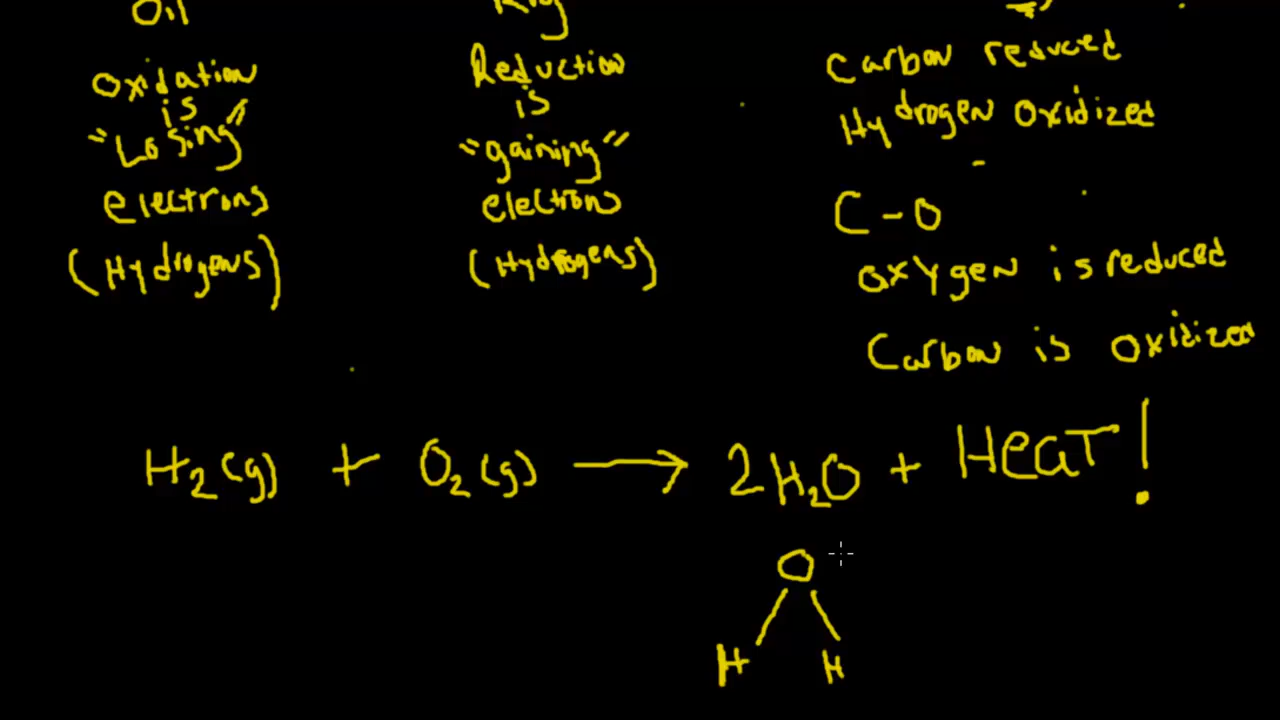 Oil
Oxidation
is
"Losing"
electrons
(Hydrogens)
Rig
Reduction
is
"gaining"
electron
(Hydrogens)
Carbon reduced
Hydrogen oxidized
C-O
oxygen is reduced
Carbon is oxidized
H2(g) + O2(g) → 2H2O + HeaT!
O
H H